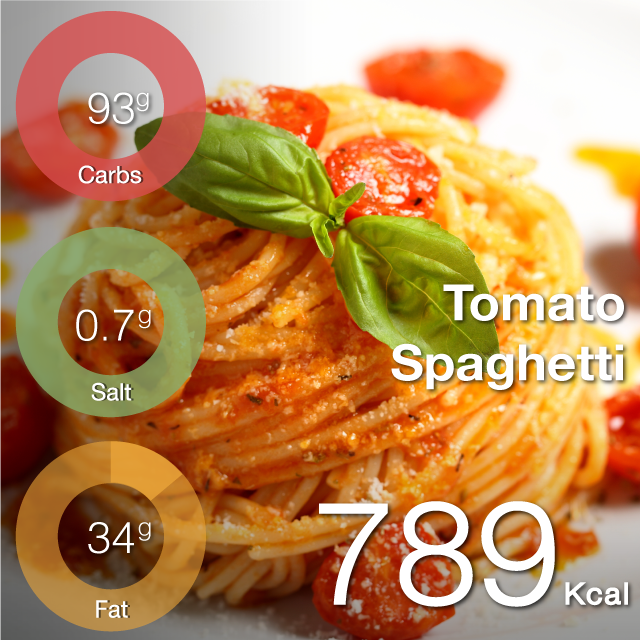 93g
Carbs
0.7g
Salt
34g
Fat
Tomato
Spaghetti
789 Kcal